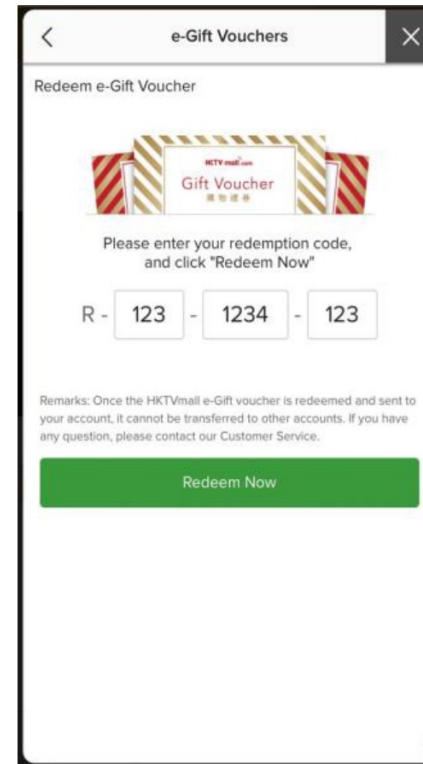 e-Gift Vouchers
Redeem e-Gift Voucher
HKTVmall.com
Gift Voucher
購物禮券
Please enter your redemption code,
and click "Redeem Now"
R - 123 - 1234 - 123
Remarks: Once the HKTVmall e-Gift voucher is redeemed and sent to
your account, it cannot be transferred to other accounts. If you have
any question, please contact our Customer Service.
Redeem Now